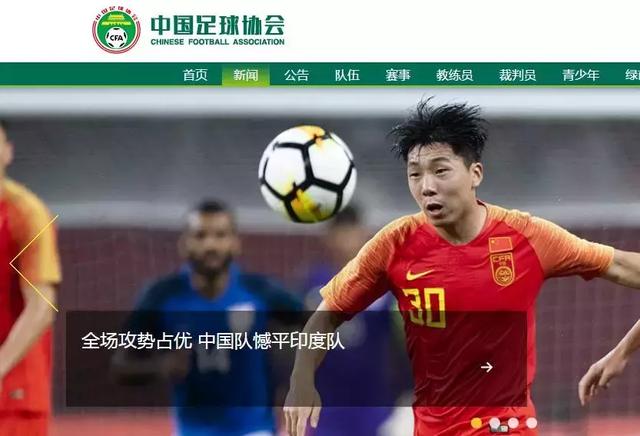 中国足球协会
CHINESE FOOTBALL ASSOCIATION
CFA
首页 新闻 公告 队伍 赛事 教练员 裁判员 青少年
30
全场攻势占优 中国队憾平印度队